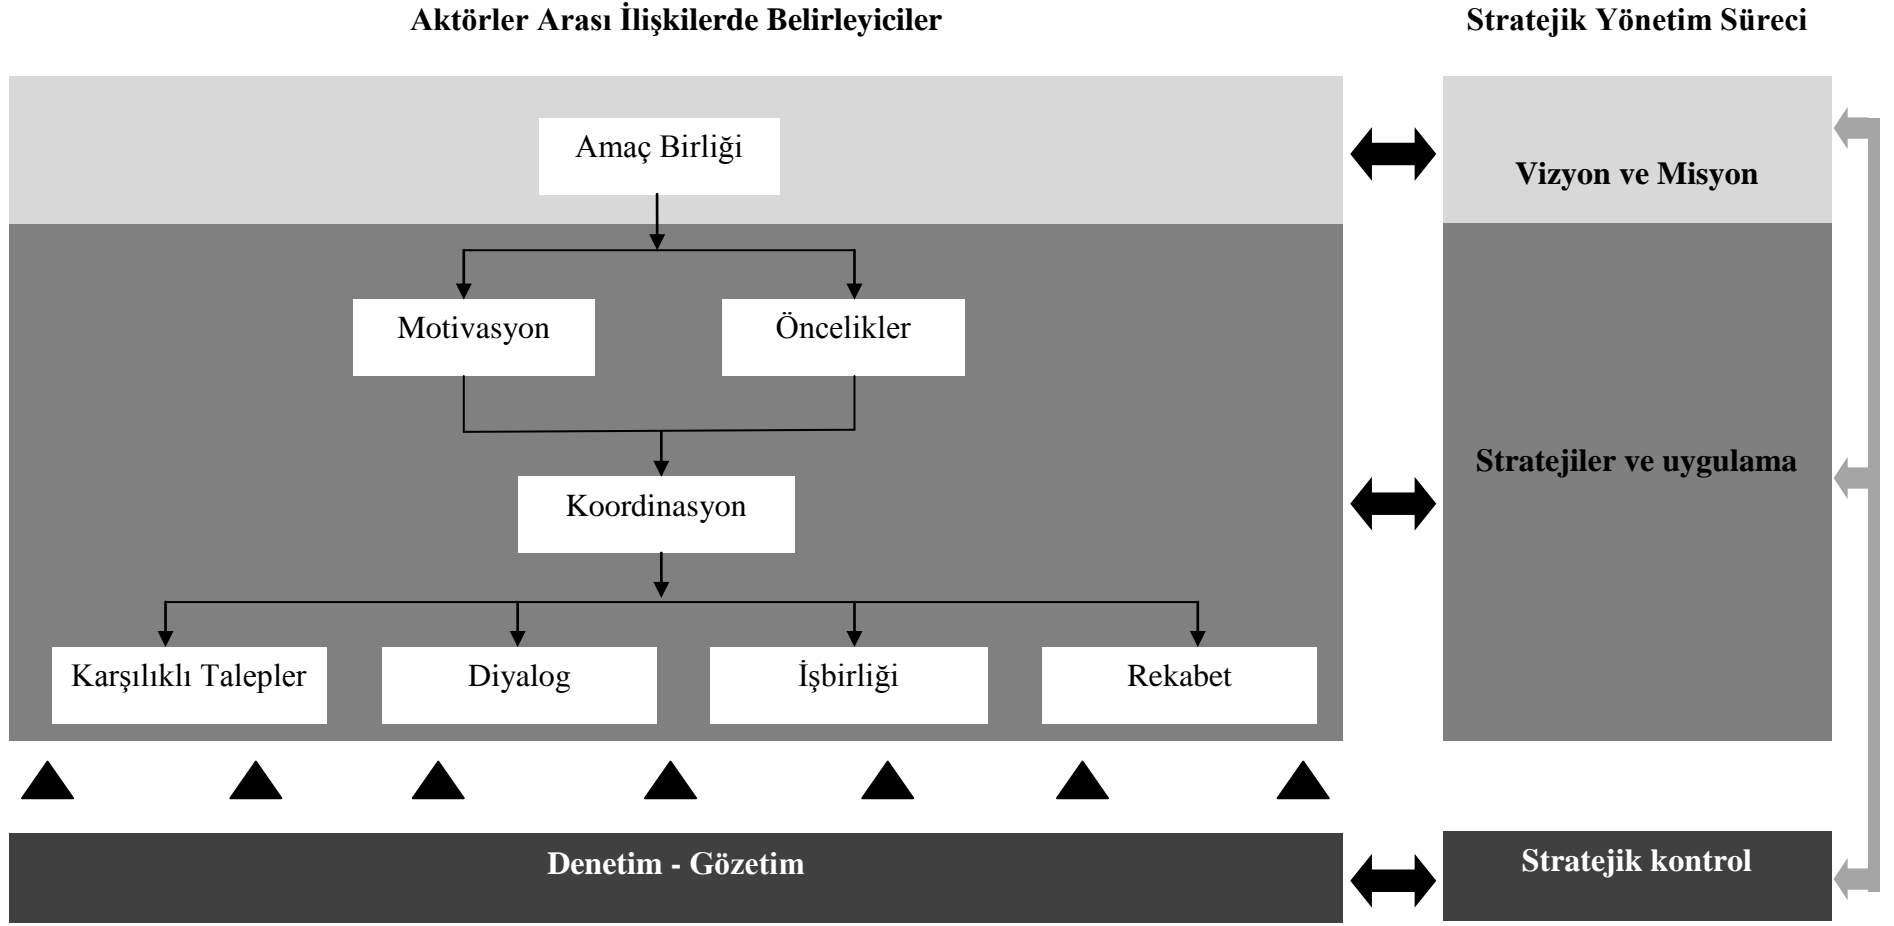 Aktörler Arası İlişkilerde Belirleyiciler
Stratejik Yönetim Süreci
Amaç Birliği
Vizyon ve Misyon
Motivasyon
Öncelikler
Stratejiler ve uygulama
Koordinasyon
Karşılıklı Talepler
Diyalog
İşbirliği
Rekabet
Denetim - Gözetim
Stratejik kontrol